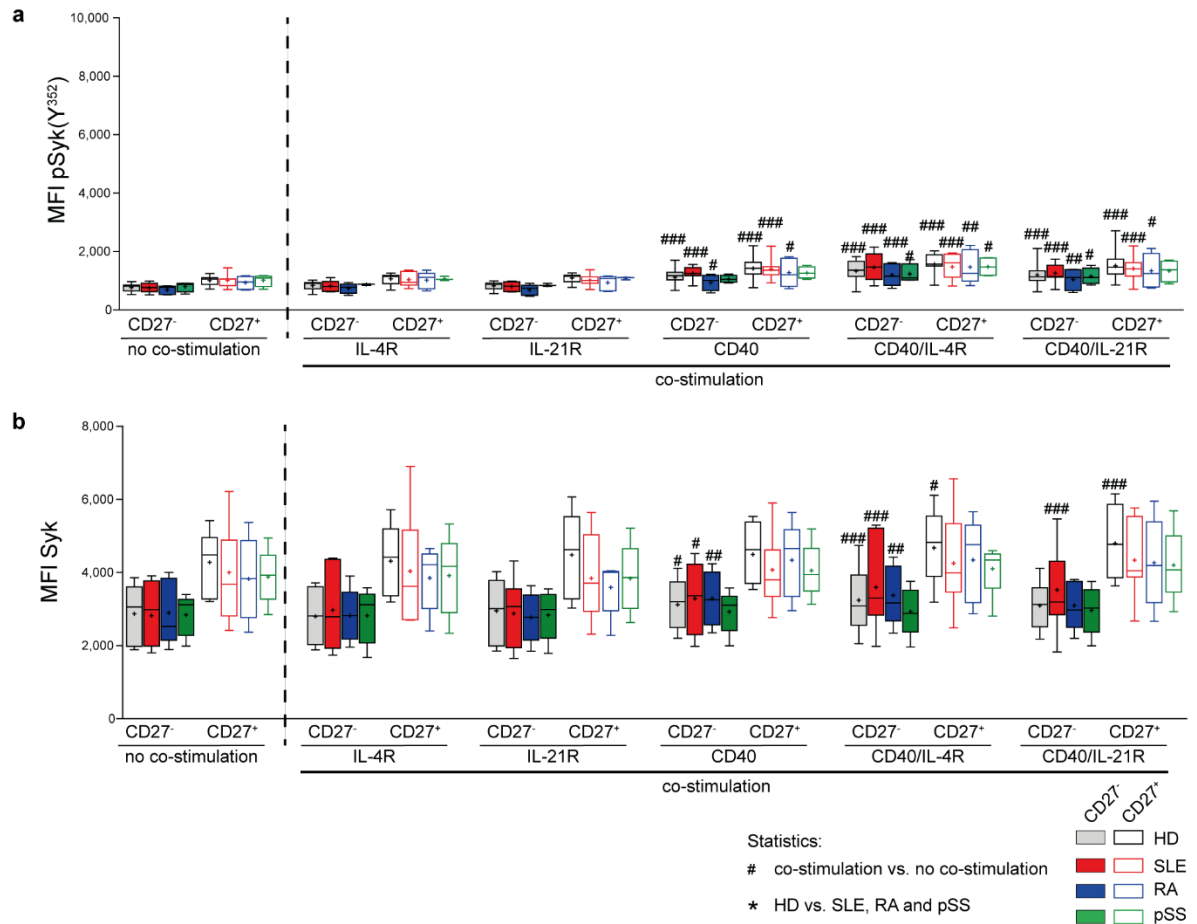 a
MFI pSyk(Y³⁵²)
10,000
8,000
6,000
4,000
2,000
0
### ### # ### ### # ### ### ### # ### ### ## # ### ### ## # ### ### #
CD27⁻ CD27⁺ CD27⁻ CD27⁺ CD27⁻ CD27⁺ CD27⁻ CD27⁺ CD27⁻ CD27⁺ CD27⁻ CD27⁺
no co-stimulation IL-4R IL-21R CD40 CD40/IL-4R CD40/IL-21R
co-stimulation
b
MFI Syk
8,000
6,000
4,000
2,000
0
# # ## ### ### ## # ### ###
CD27⁻ CD27⁺ CD27⁻ CD27⁺ CD27⁻ CD27⁺ CD27⁻ CD27⁺ CD27⁻ CD27⁺ CD27⁻ CD27⁺
no co-stimulation IL-4R IL-21R CD40 CD40/IL-4R CD40/IL-21R
co-stimulation
Statistics:
# co-stimulation vs. no co-stimulation
* HD vs. SLE, RA and pSS
CD27⁻ CD27⁺
HD
SLE
RA
pSS